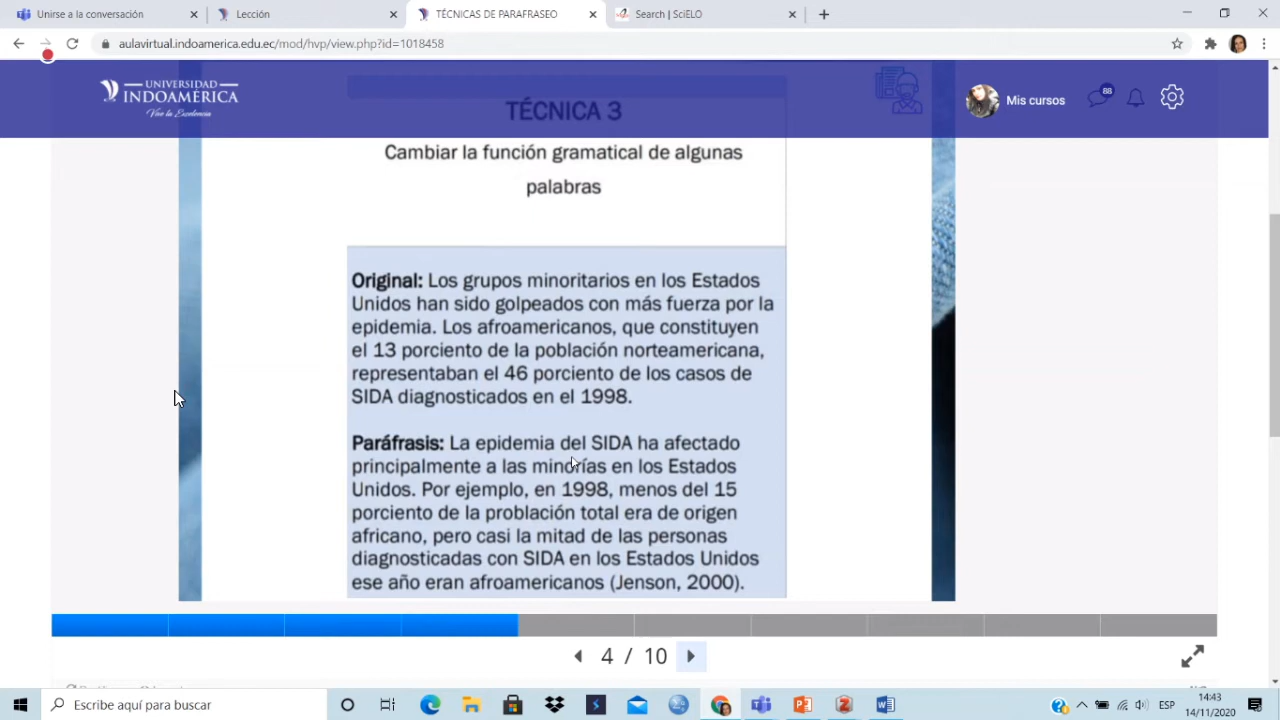 Unirse a la conversación
Lección
TÉCNICAS DE PARAFRASEO
Search | SciELO
aulavirtual.indoamerica.edu.ec/mod/hvp/view.php?id=1018458
UNIVERSIDAD
INDOAMÉRICA
Vive la Excelencia
Mis cursos
88
TÉCNICA 3
Cambiar la función gramatical de algunas
palabras
Original: Los grupos minoritarios en los Estados
Unidos han sido golpeados con más fuerza por la
epidemia. Los afroamericanos, que constituyen
el 13 porciento de la población norteamericana,
representaban el 46 porciento de los casos de
SIDA diagnosticados en el 1998.
Paráfrasis: La epidemia del SIDA ha afectado
principalmente a las minorías en los Estados
Unidos. Por ejemplo, en 1998, menos del 15
porciento de la problación total era de origen
africano, pero casi la mitad de las personas
diagnosticadas con SIDA en los Estados Unidos
ese año eran afroamericanos (Jenson, 2000).
4 / 10
Escribe aquí para buscar
ESP
14:43
14/11/2020